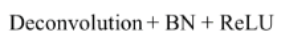 Deconvolution + BN + ReLU